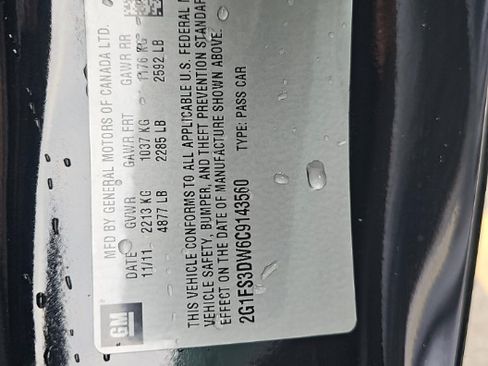 GM
MFD BY GENERAL MOTORS OF CANADA LTD.
DATE GVWR GAWR FRT GAWR RR
11/11 2213 KG 1037 KG 1176 KG
4877 LB 2285 LB 2592 LB
THIS VEHICLE CONFORMS TO ALL APPLICABLE U.S. FEDERAL
VEHICLE SAFETY, BUMPER, AND THEFT PREVENTION STANDAR
EFFECT ON THE DATE OF MANUFACTURE SHOWN ABOVE.
2G1FS3DW6C9143560 TYPE: PASS CAR